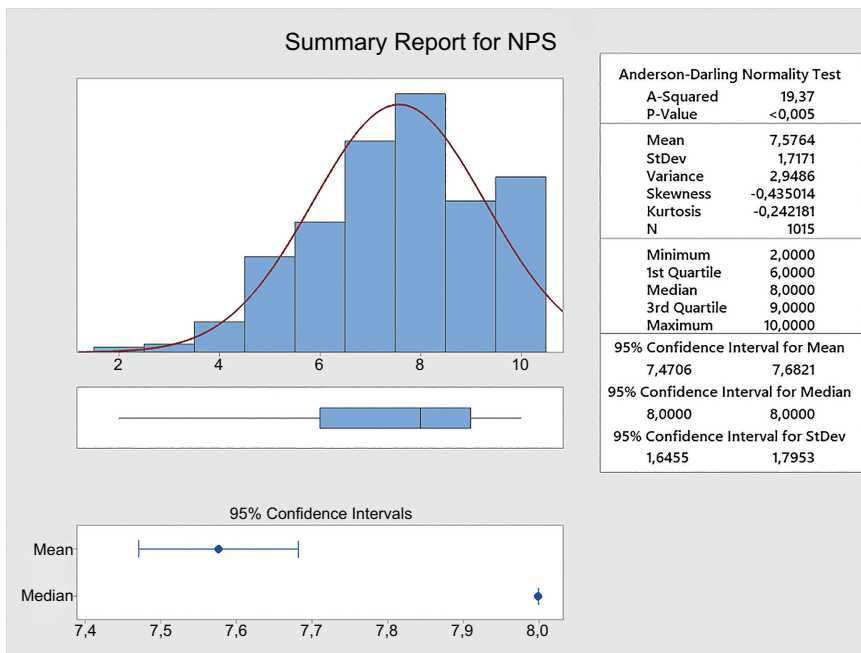 Summary Report for NPS
2 4 6 8 10
Anderson-Darling Normality Test
A-Squared 19,37
P-Value <0,005
Mean 7,5764
StDev 1,7171
Variance 2,9486
Skewness -0,435014
Kurtosis -0,242181
N 1015
Minimum 2,0000
1st Quartile 6,0000
Median 8,0000
3rd Quartile 9,0000
Maximum 10,0000
95% Confidence Interval for Mean
7,4706 7,6821
95% Confidence Interval for Median
8,0000 8,0000
95% Confidence Interval for StDev
1,6455 1,7953
95% Confidence Intervals
Mean
Median
7,4 7,5 7,6 7,7 7,8 7,9 8,0